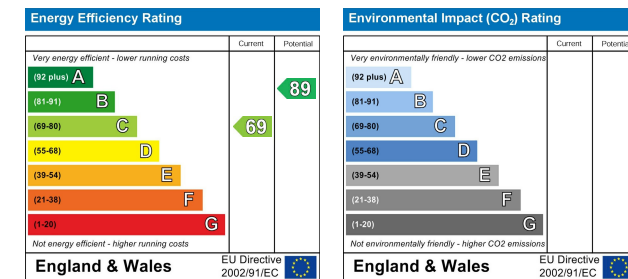 Energy Efficiency Rating
Current Potential
Very energy efficient - lower running costs
(92 plus) A
(81-91) B
(69-80) C
(55-68) D
(39-54) E
(21-38) F
(1-20) G
69
89
Not energy efficient - higher running costs
England & Wales
EU Directive
2002/91/EC
Environmental Impact (CO₂) Rating
Current Potential
Very environmentally friendly - lower CO2 emissions
(92 plus) A
(81-91) B
(69-80) C
(55-68) D
(39-54) E
(21-38) F
(1-20) G
Not environmentally friendly - higher CO2 emissions
England & Wales
EU Directive
2002/91/EC